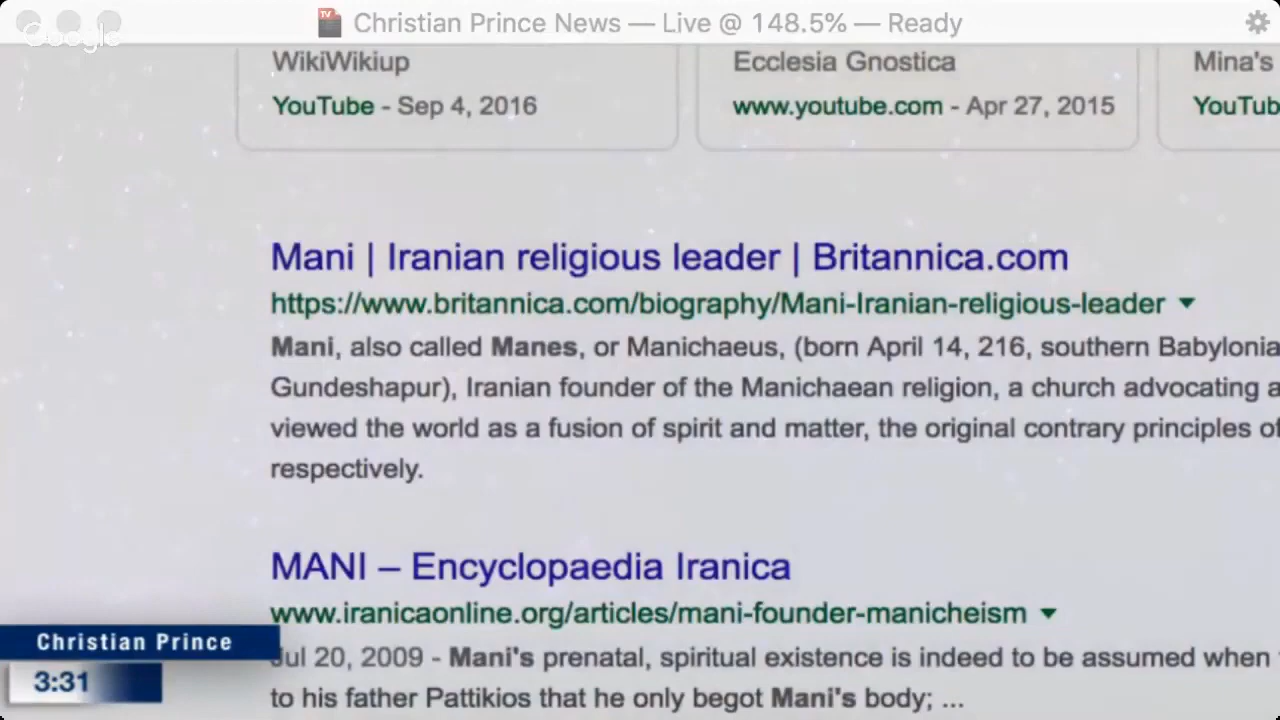 TV
Christian Prince News — Live @ 148.5% — Ready
Google
WikiWikiup
YouTube - Sep 4, 2016
Ecclesia Gnostica
www.youtube.com - Apr 27, 2015
Mina's
YouTub
Mani | Iranian religious leader | Britannica.com
https://www.britannica.com/biography/Mani-Iranian-religious-leader
Mani, also called Manes, or Manichaeus, (born April 14, 216, southern Babylonia
Gundeshapur), Iranian founder of the Manichaean religion, a church advocating a
viewed the world as a fusion of spirit and matter, the original contrary principles of
respectively.
MANI – Encyclopaedia Iranica
www.iranicaonline.org/articles/mani-founder-manicheism
Jul 20, 2009 - Mani's prenatal, spiritual existence is indeed to be assumed when
to his father Pattikios that he only begot Mani's body; ...
Christian Prince
3:31